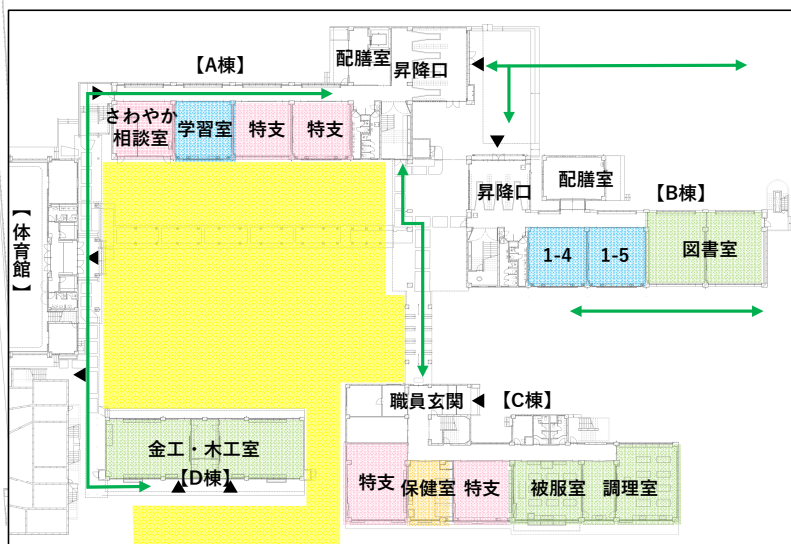 【A棟】
配膳室
昇降口
さわやか
相談室
学習室
特支
特支
昇降口
配膳室
【B棟】
【体育館】
1-4
1-5
図書室
職員玄関
【C棟】
金工・木工室
【D棟】
特支
保健室
特支
被服室
調理室